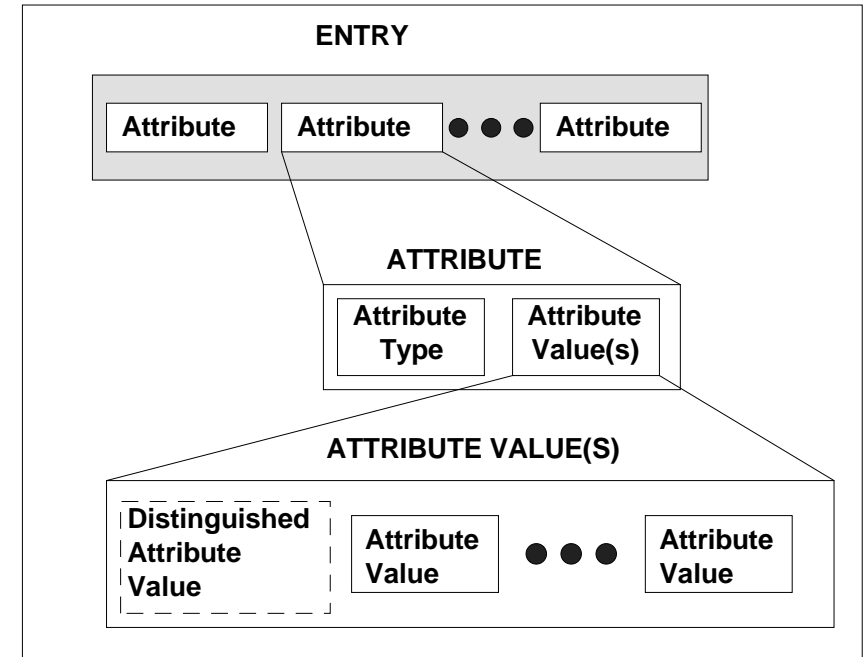 ENTRY
Attribute Attribute Attribute
ATTRIBUTE
Attribute
Type
Attribute
Value(s)
ATTRIBUTE VALUE(S)
Distinguished
Attribute
Value
Attribute
Value
Attribute
Value